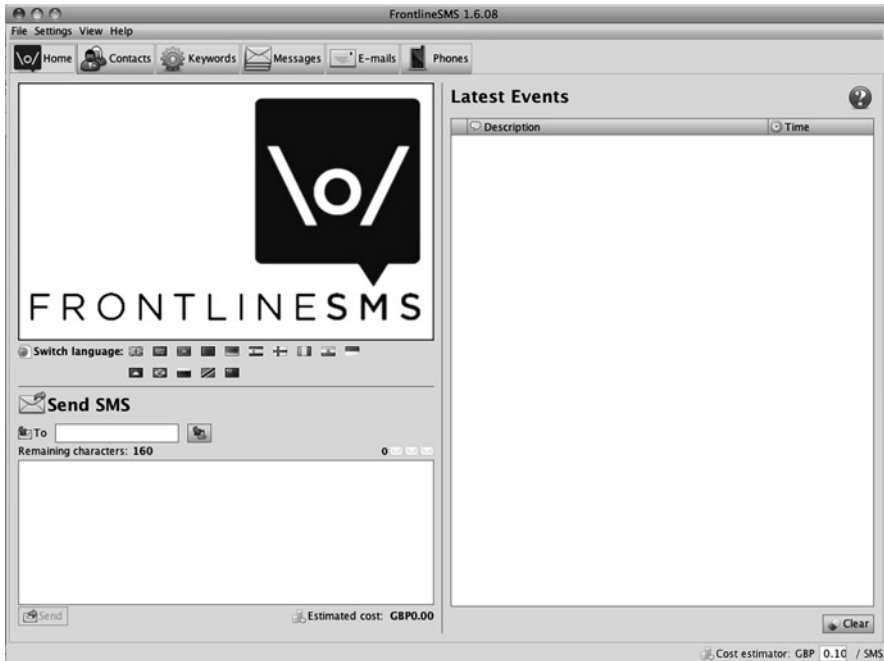 FrontlineSMS 1.6.08
File Settings View Help
\o/ Home Contacts Keywords Messages E-mails Phones
\o/
FRONTLINESMS
Switch language:
Send SMS
To
Remaining characters: 160 0
Send Estimated cost: GBP0.00
Latest Events ?
Description Time
Clear
Cost estimator: GBP 0.10 / SMS